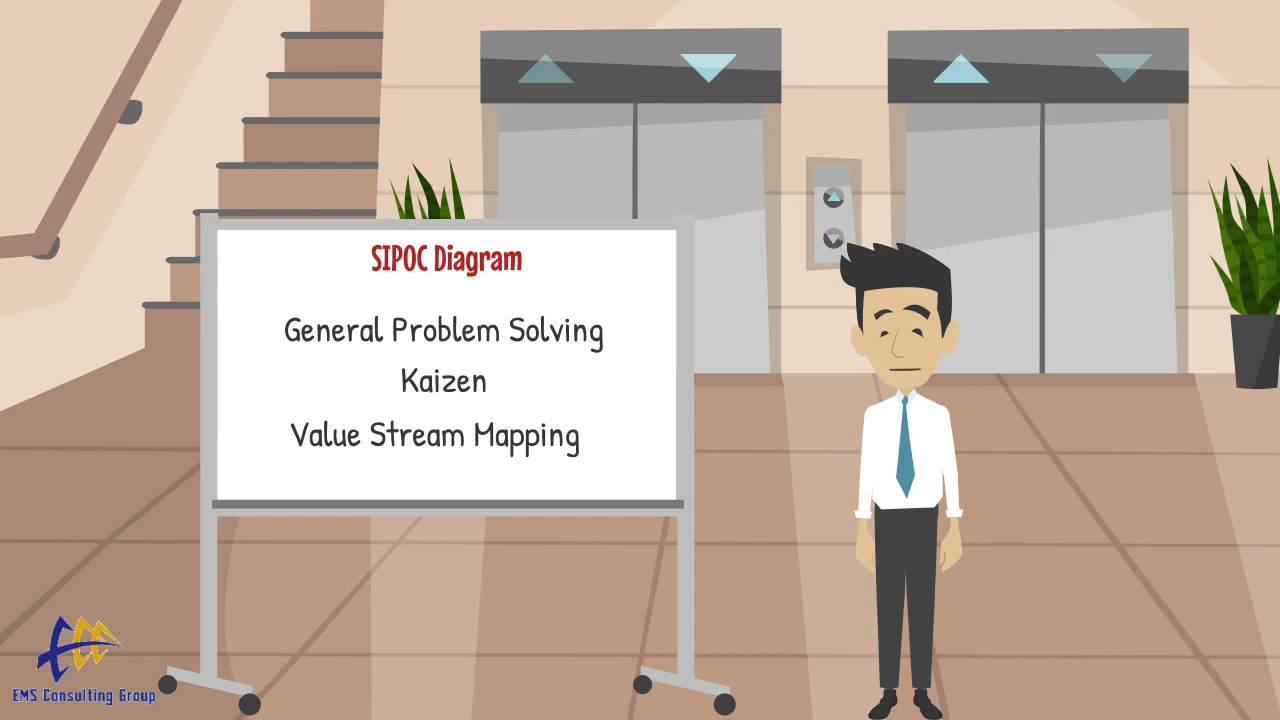 SIPOC Diagram
General Problem Solving
Kaizen
Value Stream Mapping
EMS Consulting Group